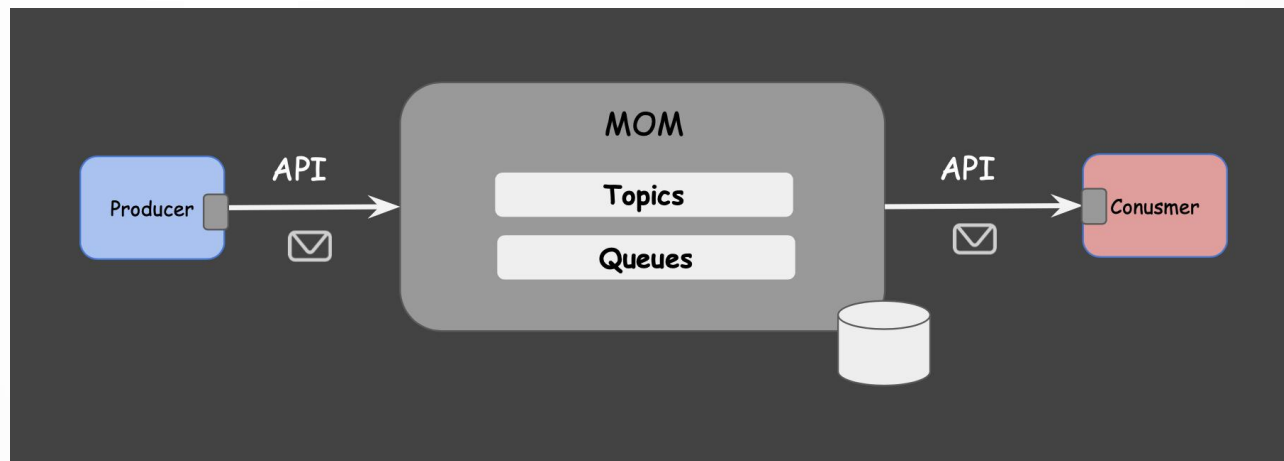 MOM
API
API
Topics
Producer
Conusmer
Queues